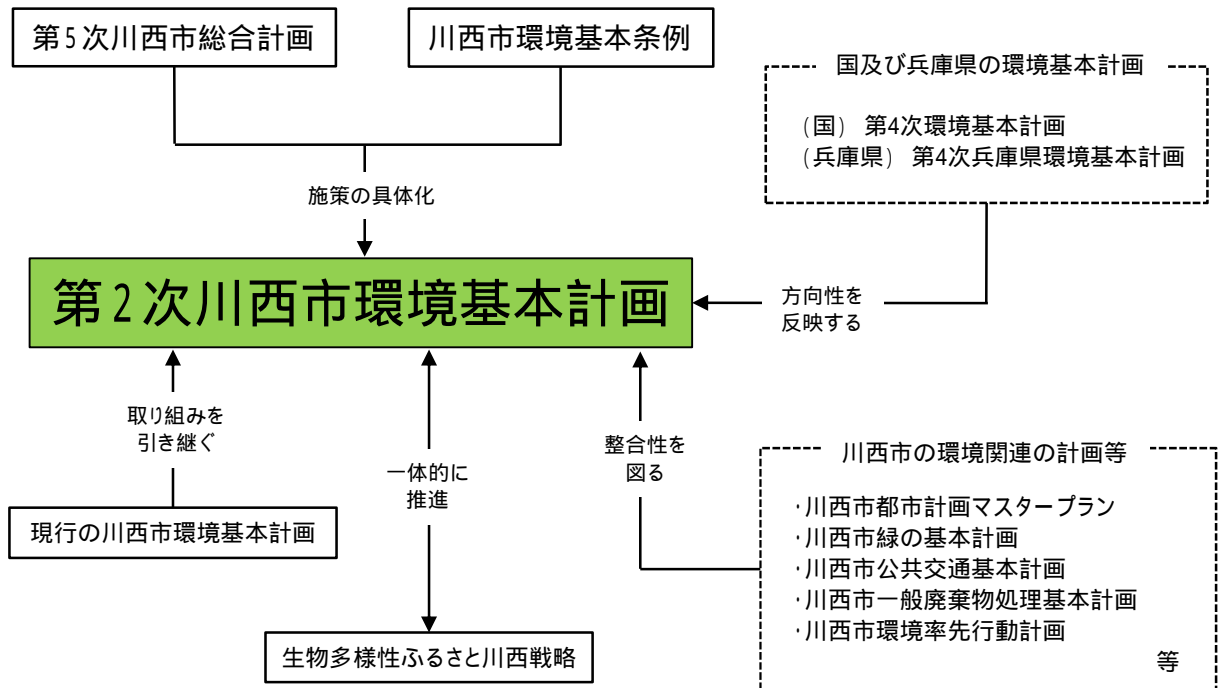 第5次川西市総合計画
川西市環境基本条例
国及び兵庫県の環境基本計画
(国) 第4次環境基本計画
(兵庫県) 第4次兵庫県環境基本計画
施策の具体化
第2次川西市環境基本計画
方向性を
反映する
取り組みを
引き継ぐ
一体的に
推進
整合性を
図る
川西市の環境関連の計画等
・川西市都市計画マスタープラン
・川西市緑の基本計画
・川西市公共交通基本計画
・川西市一般廃棄物処理基本計画
・川西市環境率先行動計画
等
現行の川西市環境基本計画
生物多様性ふるさと川西戦略